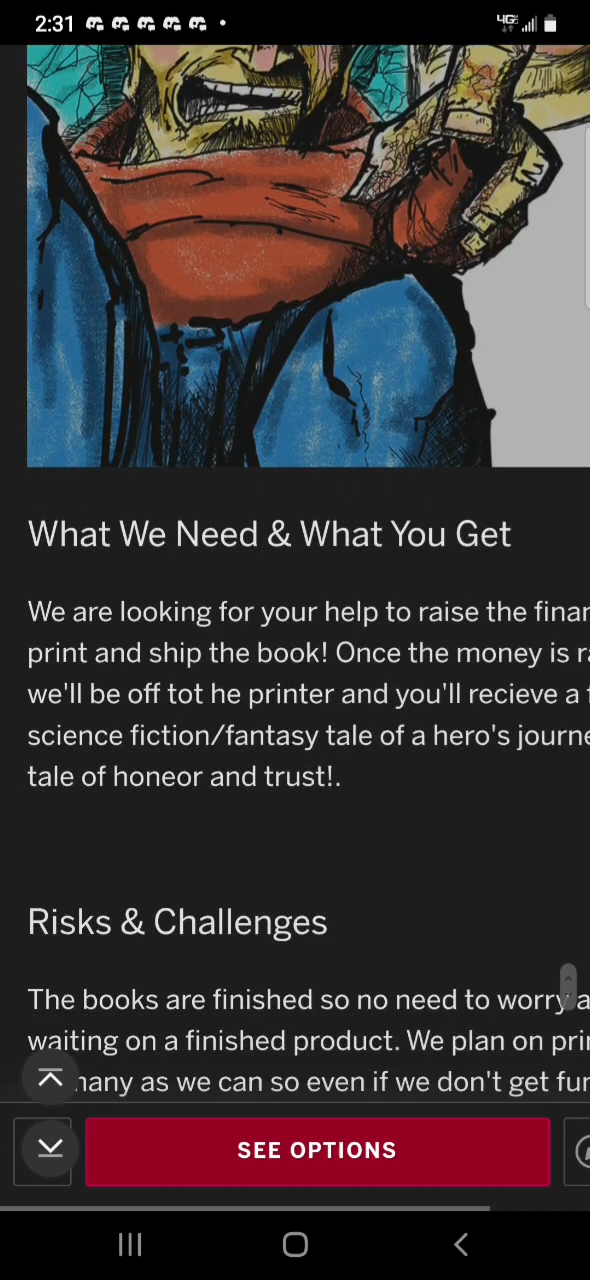 2:31
4G
What We Need & What You Get
We are looking for your help to raise the
print and ship the book! Once the money is
we'll be off tot he printer and you'll recieve a
science fiction/fantasy tale of a hero's
tale of honeor and trust!.
Risks & Challenges
The books are finished so no need to worry
waiting on a finished product. We plan on
many as we can so even if we don't get
SEE OPTIONS